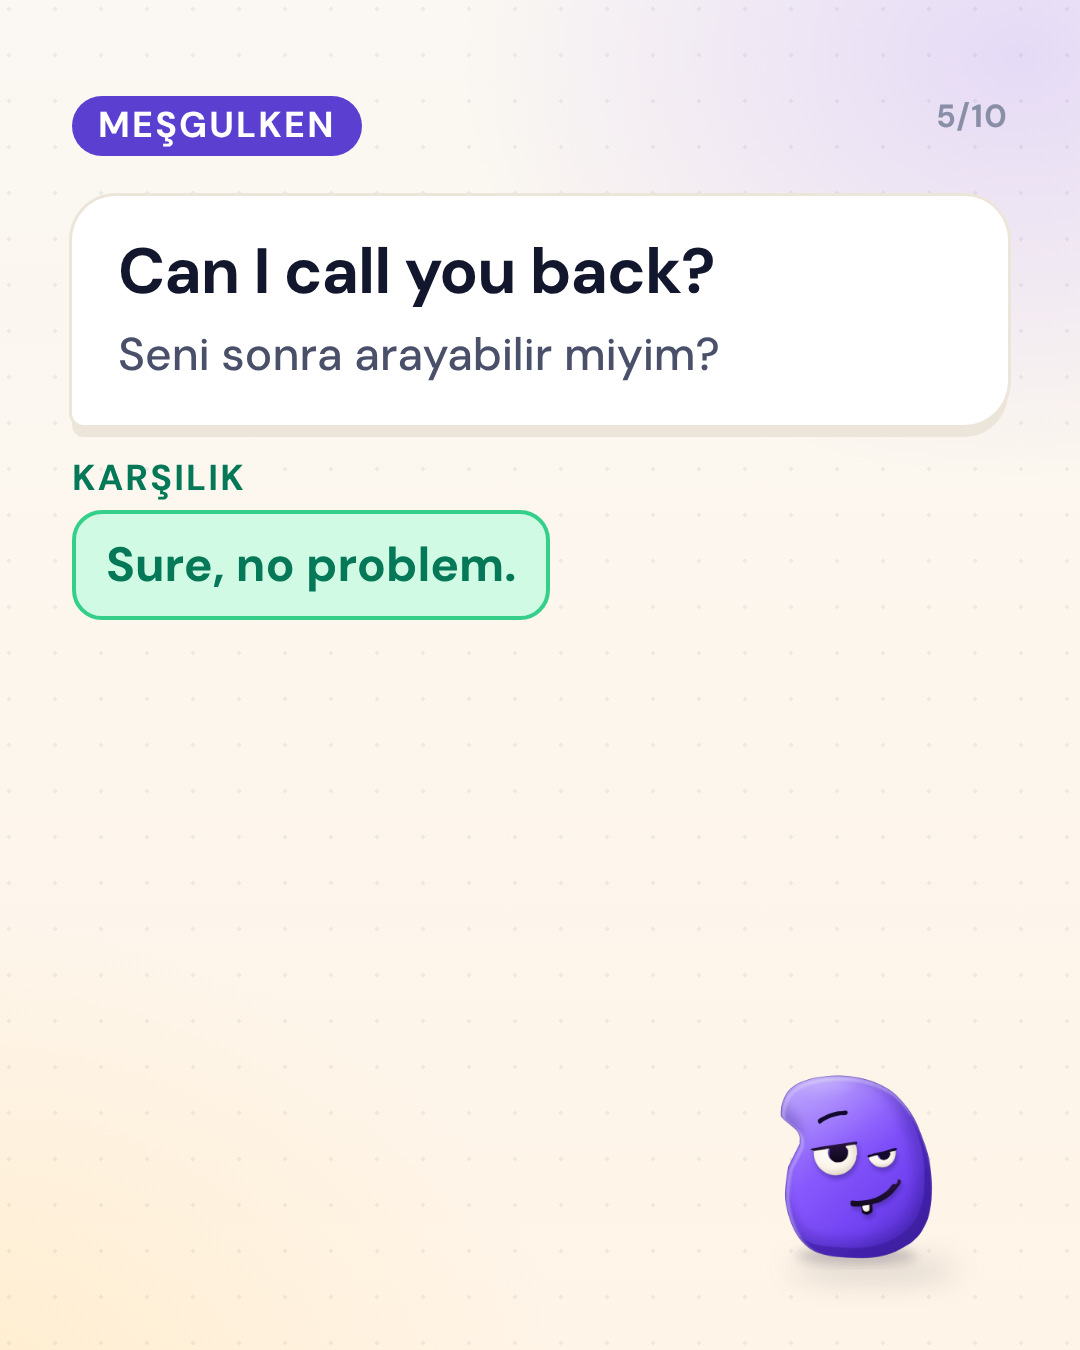 MEŞGULKEN
5/10
Can I call you back?
Seni sonra arayabilir miyim?
KARŞILIK
Sure, no problem.